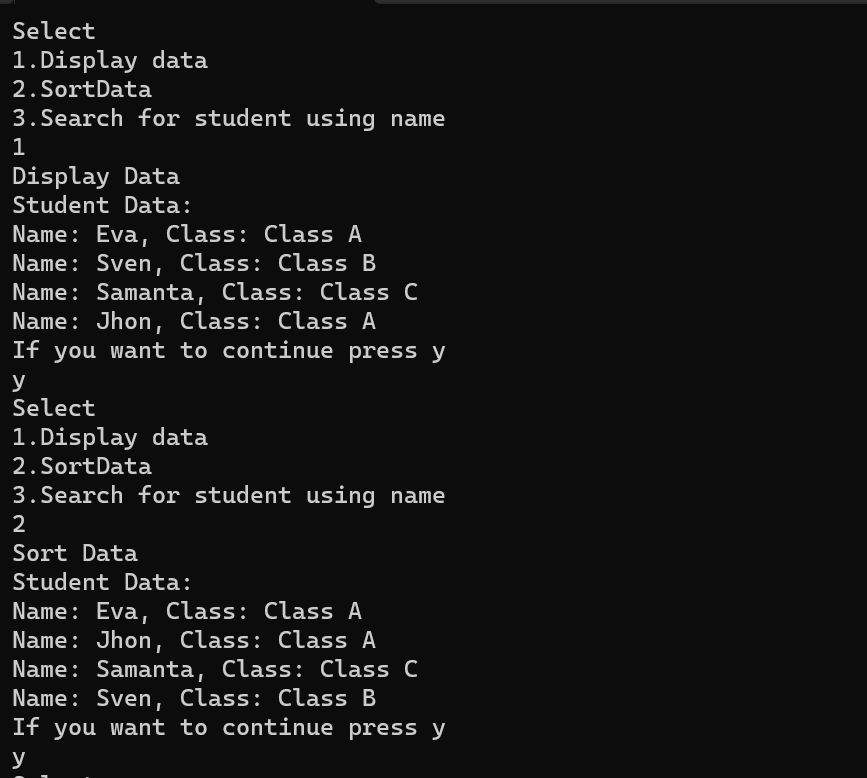 Select
1.Display data
2.SortData
3.Search for student using name
1
Display Data
Student Data:
Name: Eva, Class: Class A
Name: Sven, Class: Class B
Name: Samanta, Class: Class C
Name: Jhon, Class: Class A
If you want to continue press y
y
Select
1.Display data
2.SortData
3.Search for student using name
2
Sort Data
Student Data:
Name: Eva, Class: Class A
Name: Jhon, Class: Class A
Name: Samanta, Class: Class C
Name: Sven, Class: Class B
If you want to continue press y
y